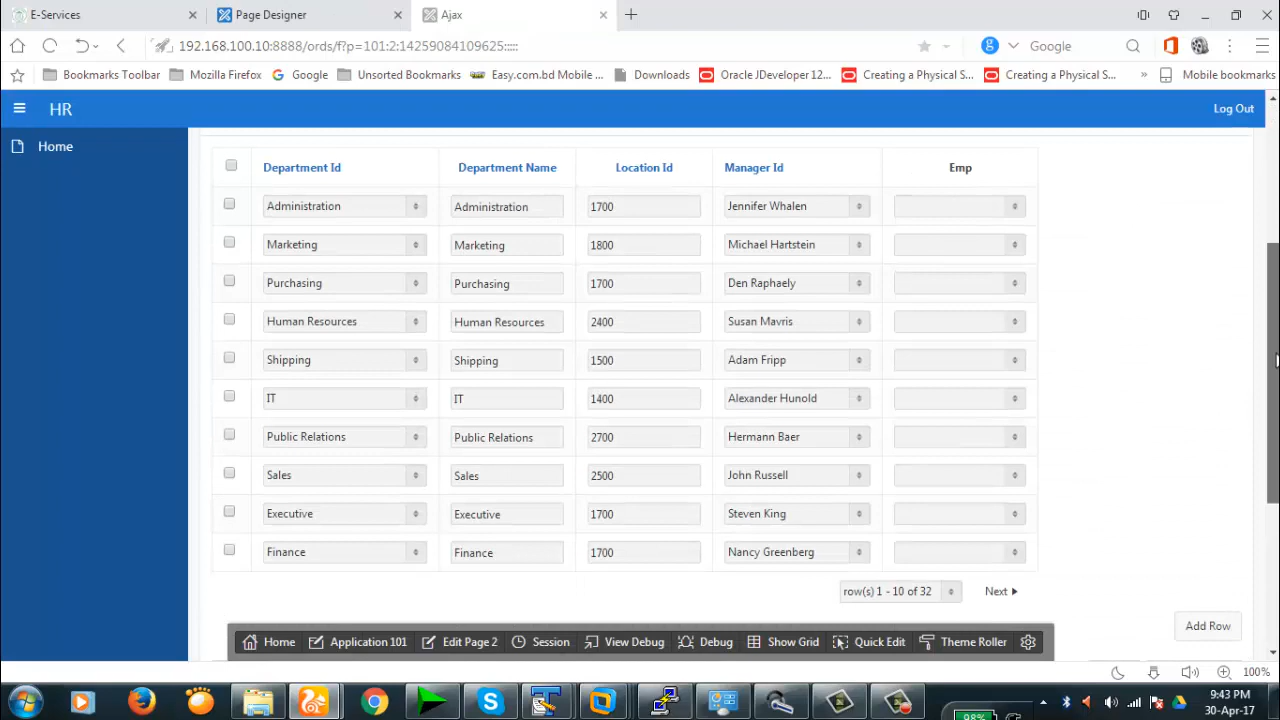 E-Services
Page Designer
Ajax
192.168.100.10:8888/ords/f?p=101:2:14259084109625:::::
g Google
Bookmarks Toolbar Mozilla Firefox Google Unsorted Bookmarks Easy.com.bd Mobile ... Downloads Oracle JDeveloper 12... Creating a Physical S... Creating a Physical S... » Mobile bookmarks
HR
Log Out
Home
Department Id Department Name Location Id Manager Id Emp
Administration Administration 1700 Jennifer Whalen
Marketing Marketing 1800 Michael Hartstein
Purchasing Purchasing 1700 Den Raphaely
Human Resources Human Resources 2400 Susan Mavris
Shipping Shipping 1500 Adam Fripp
IT IT 1400 Alexander Hunold
Public Relations Public Relations 2700 Hermann Baer
Sales Sales 2500 John Russell
Executive Executive 1700 Steven King
Finance Finance 1700 Nancy Greenberg
row(s) 1 - 10 of 32 Next
Add Row
Home Application 101 Edit Page 2 Session View Debug Debug Show Grid Quick Edit Theme Roller
100%
9:43 PM
98%
30-Apr-17